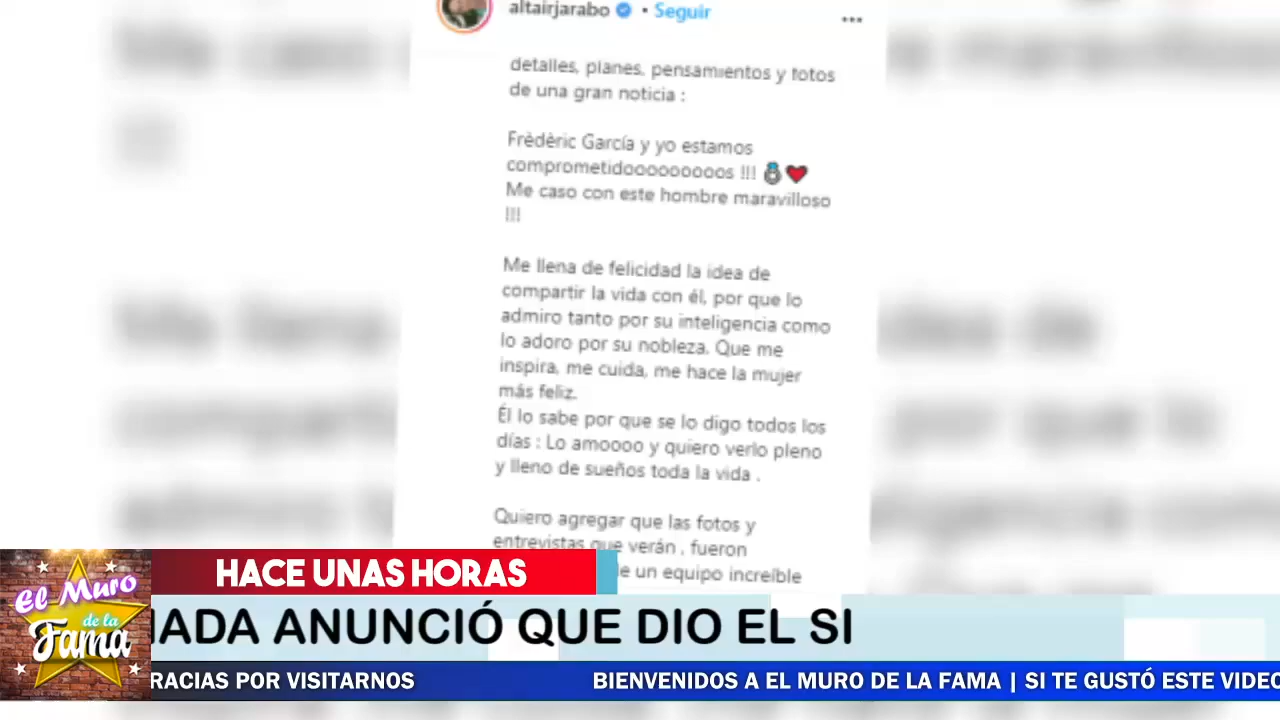 altairjarabo • Seguir
detalles, planes, pensamientos y fotos
de una gran noticia :
Frèdèric García y yo estamos
comprometidooooooooos !!!
Me caso con este hombre maravilloso
!!!
Me llena de felicidad la idea de
compartir la vida con él, por que lo
admiro tanto por su inteligencia como
lo adoro por su nobleza. Que me
inspira, me cuida, me hace la mujer
más feliz.
Él lo sabe por que se lo digo todos los
días : Lo amoooo y quiero verlo pleno
y lleno de sueños toda la vida .
Quiero agregar que las fotos y
entrevistas que verán , fueron
de un equipo increíble
HACE UNAS HORAS
NADA ANUNCIÓ QUE DIO EL SI
El Muro
de la
Fama
RACIAS POR VISITARNOS BIENVENIDOS A EL MURO DE LA FAMA | SI TE GUSTÓ ESTE VIDEO